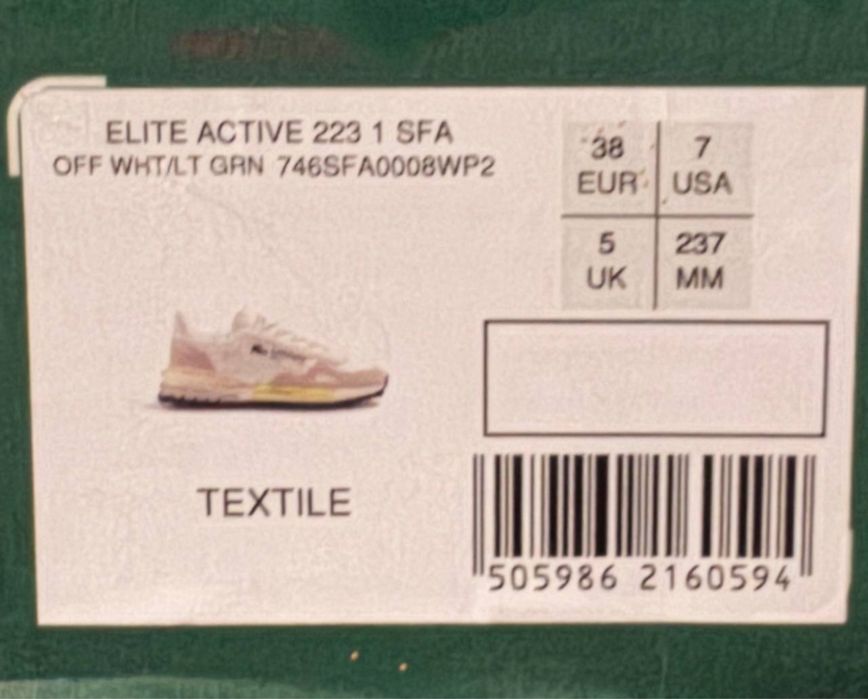 ELITE ACTIVE 223 1 SFA
OFF WHT/LT GRN 746SFA0008WP2
38 EUR
7 USA
5 UK
237 MM
TEXTILE
505986 2160594